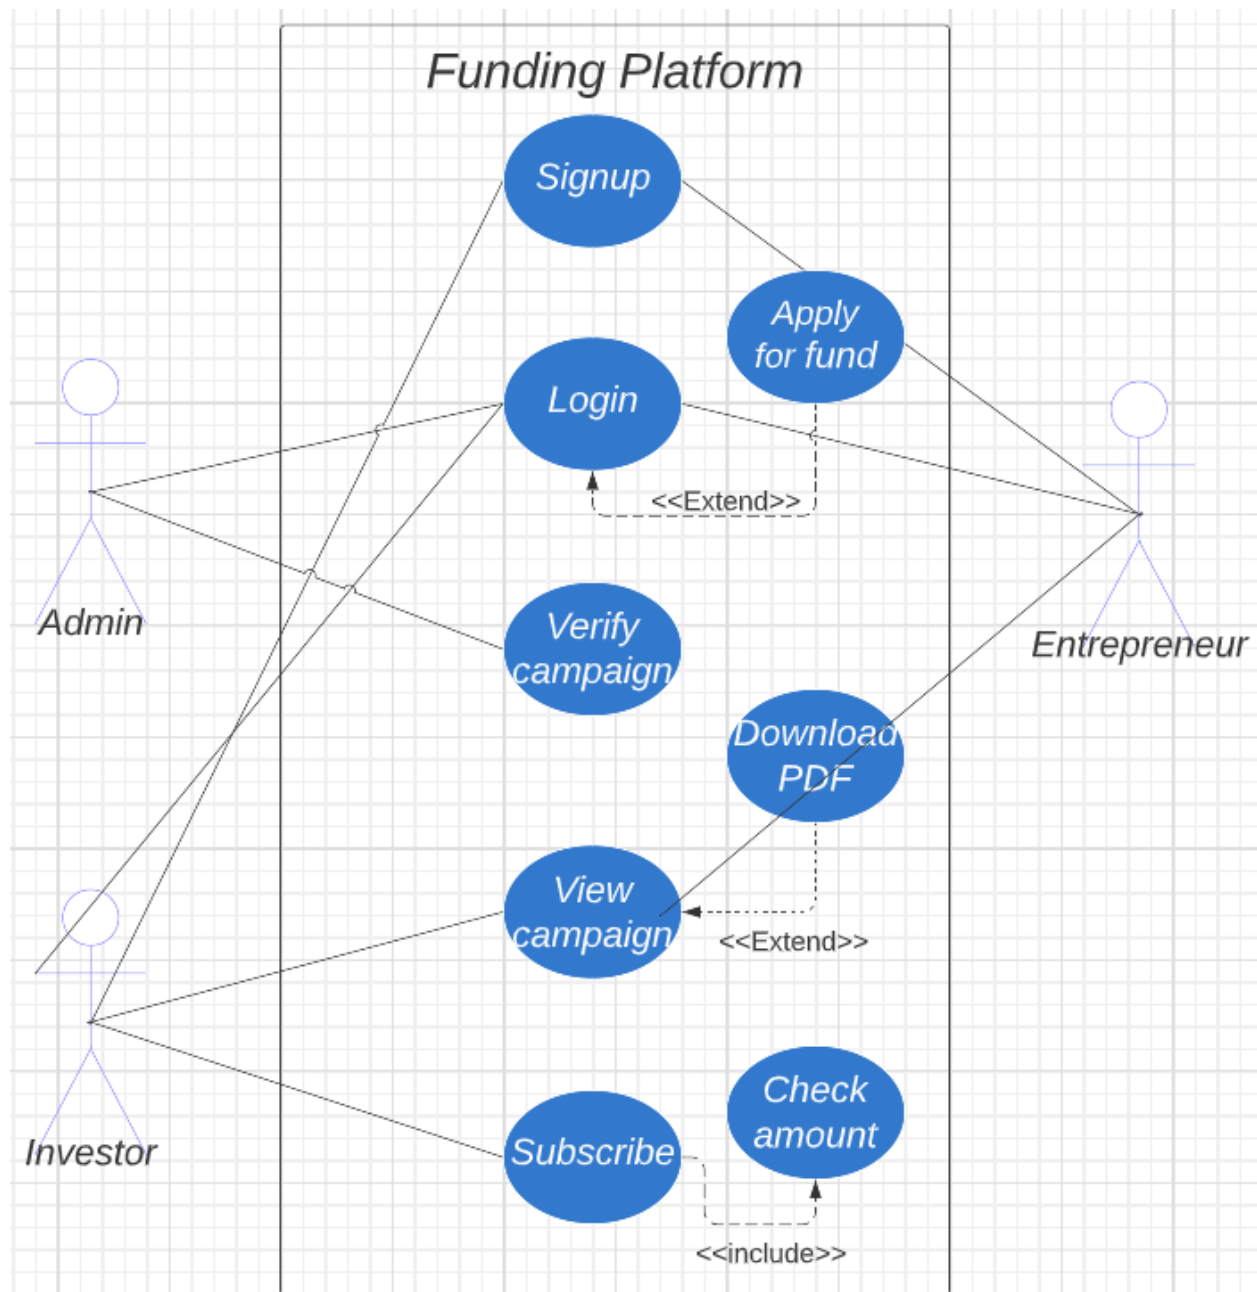 Funding Platform
Signup
Apply
for fund
Login
<<Extend>>
Admin
Verify
campaign
Entrepreneur
Download
PDF
View
campaign
<<Extend>>
Check
amount
Investor
Subscribe
<<include>>